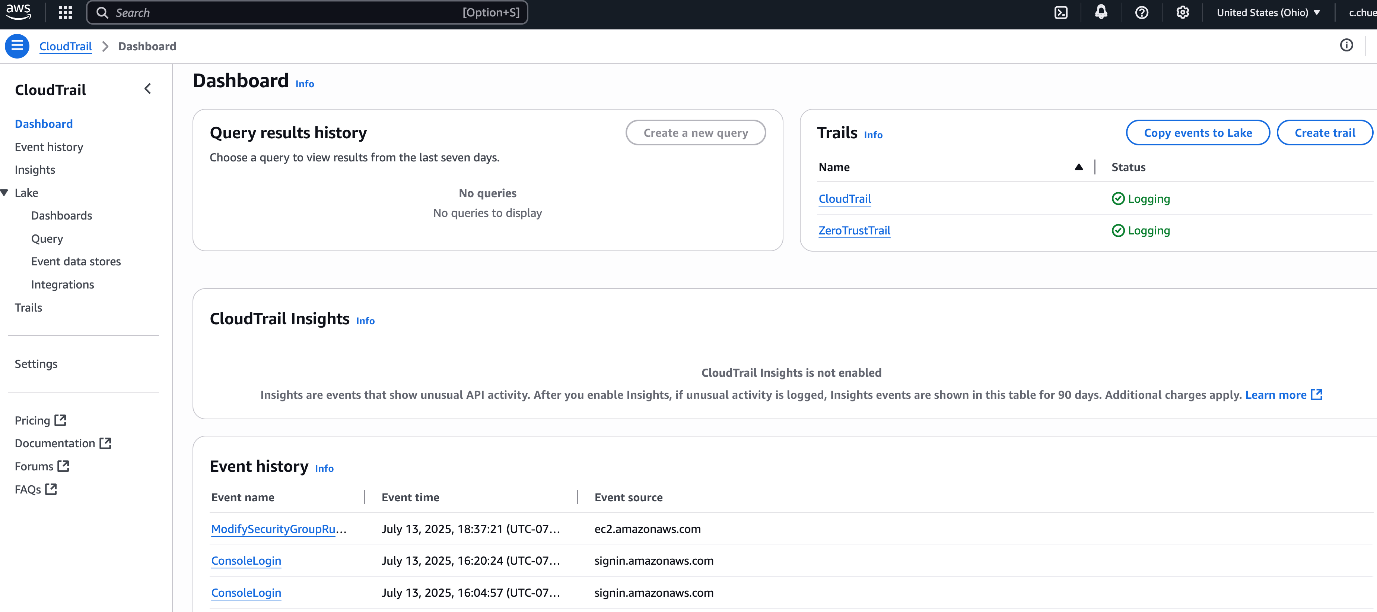 aws
Search [Option+S]
United States (Ohio)
c.chue
CloudTrail
Dashboard
CloudTrail
Dashboard
Event history
Insights
Lake
Dashboards
Query
Event data stores
Integrations
Trails
Settings
Pricing
Documentation
Forums
FAQs
Dashboard Info
Query results history
Create a new query
Choose a query to view results from the last seven days.
No queries
No queries to display
Trails Info
Copy events to Lake
Create trail
Name Status
CloudTrail Logging
ZeroTrustTrail Logging
CloudTrail Insights Info
CloudTrail Insights is not enabled
Insights are events that show unusual API activity. After you enable Insights, if unusual activity is logged, Insights events are shown in this table for 90 days. Additional charges apply. Learn more
Event history Info
Event name Event time Event source
ModifySecurityGroupRu... July 13, 2025, 18:37:21 (UTC-07... ec2.amazonaws.com
ConsoleLogin July 13, 2025, 16:20:24 (UTC-07... signin.amazonaws.com
ConsoleLogin July 13, 2025, 16:04:57 (UTC-07... signin.amazonaws.com